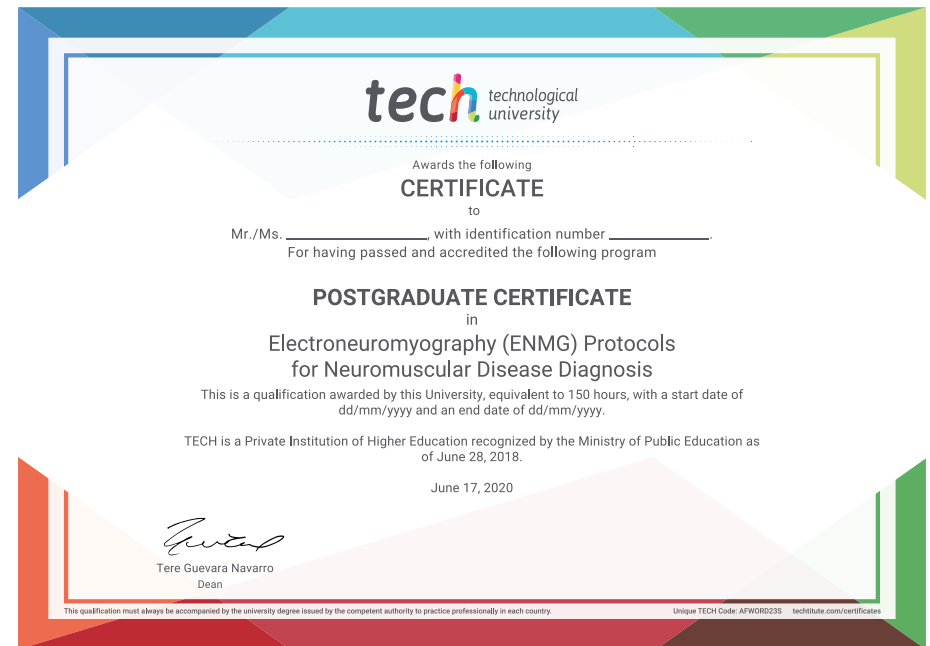 tech technological
university
Awards the following
CERTIFICATE
to
Mr./Ms. ____________________, with identification number ______________.
For having passed and accredited the following program
POSTGRADUATE CERTIFICATE
in
Electroneuromyography (ENMG) Protocols
for Neuromuscular Disease Diagnosis
This is a qualification awarded by this University, equivalent to 150 hours, with a start date of
dd/mm/yyyy and an end date of dd/mm/yyyy.
TECH is a Private Institution of Higher Education recognized by the Ministry of Public Education as
of June 28, 2018.
June 17, 2020
Tere Guevara Navarro
Dean
This qualification must always be accompanied by the university degree issued by the competent authority to practice professionally in each country.
Unique TECH Code: AFWORD23S techtitute.com/certificates